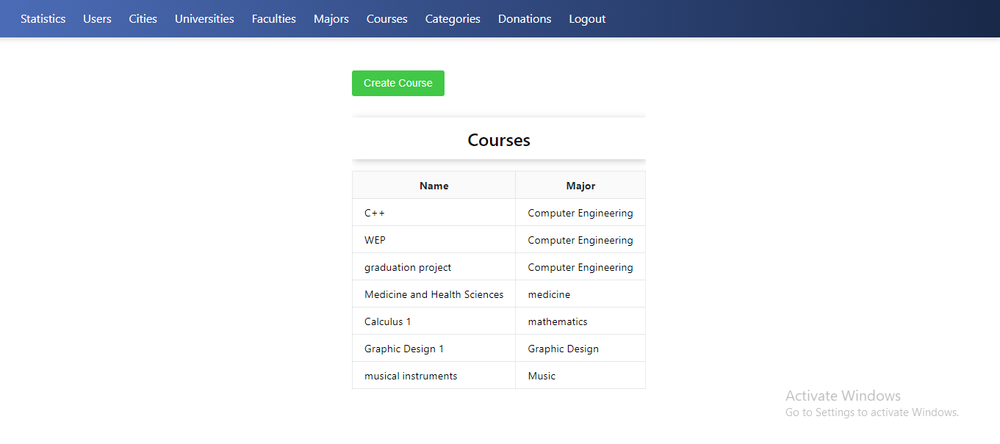 Statistics Users Cities Universities Faculties Majors Courses Categories Donations Logout
Create Course
Courses
Name Major
C++ Computer Engineering
WEP Computer Engineering
graduation project Computer Engineering
Medicine and Health Sciences medicine
Calculus 1 mathematics
Graphic Design 1 Graphic Design
musical instruments Music
Activate Windows
Go to Settings to activate Windows.